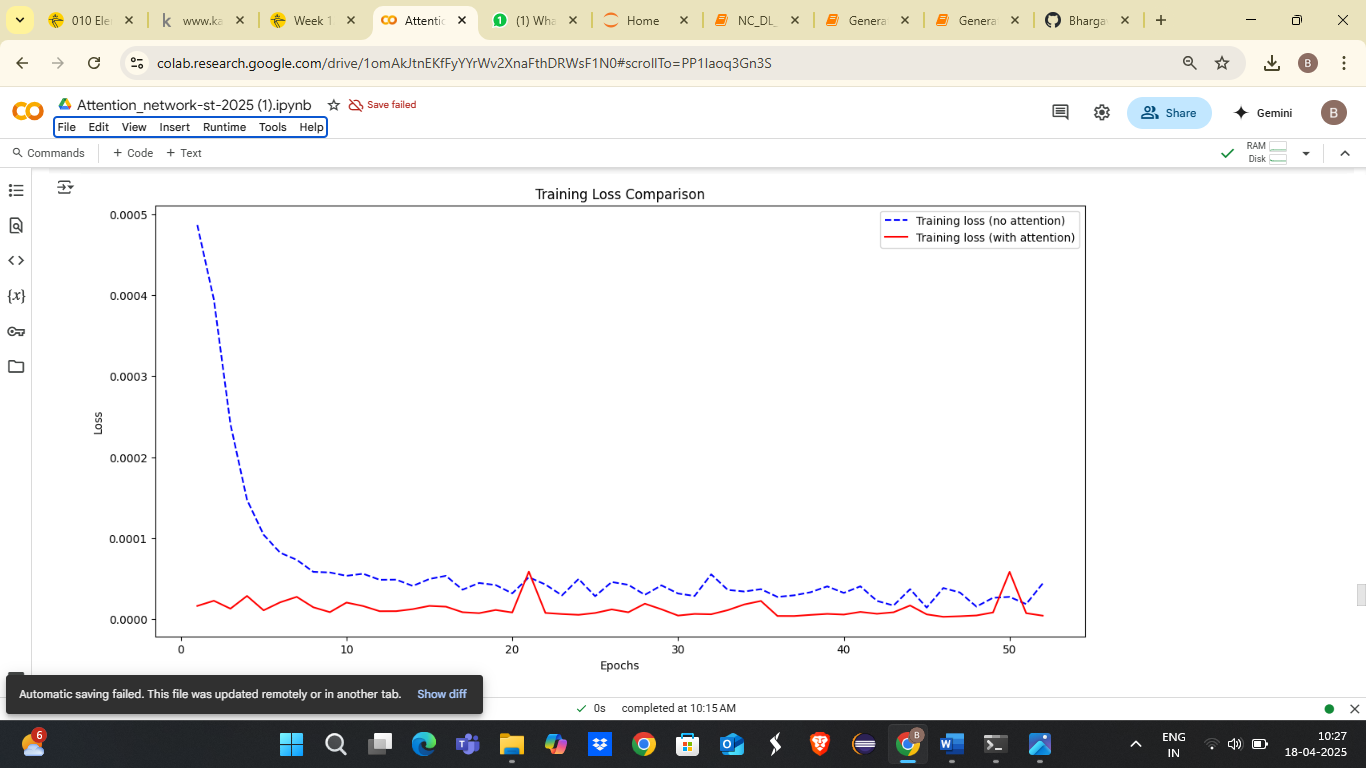 010 Ele
www.ka
Week 1
Attentic
(1) Wha
Home
NC_DL_
Genera
Genera
Bharga
colab.research.google.com/drive/1omAkJtnEKfFyYYrWv2XnaFthDRWsF1N0#scrollTo=PP1Iaoq3Gn3S
B
Attention_network-st-2025 (1).ipynb
Save failed
File Edit View Insert Runtime Tools Help
Share
Gemini
B
Commands + Code + Text
RAM
Disk
Training Loss Comparison
Training loss (no attention)
Training loss (with attention)
0.0005
0.0004
0.0003
0.0002
0.0001
0.0000
Loss
0 10 20 30 40 50
Epochs
Automatic saving failed. This file was updated remotely or in another tab. Show diff
0s completed at 10:15 AM
6
B
ENG
IN
10:27
18-04-2025